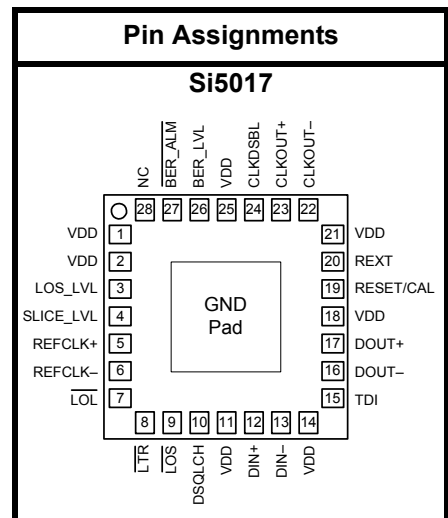 Pin Assignments
Si5017
NC
BER_ALM
BER_LVL
VDD
CLKDSBL
CLKOUT+
CLKOUT–
28 27 26 25 24 23 22
VDD 1
VDD 2
LOS_LVL 3
SLICE_LVL 4
REFCLK+ 5
REFCLK– 6
LOL 7
GND
Pad
21 VDD
20 REXT
19 RESET/CAL
18 VDD
17 DOUT+
16 DOUT–
15 TDI
8 9 10 11 12 13 14
LTR
LOS
DSQLCH
VDD
DIN+
DIN–
VDD